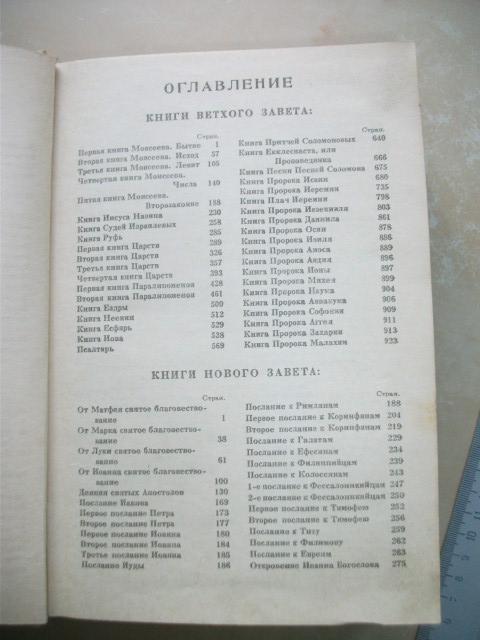 ОГЛАВЛЕНИЕ
КНИГИ ВЕТХОГО ЗАВЕТА:
Стран.
Первая книга Моисеева. Бытие 1
Вторая книга Моисеева. Исход 57
Третья книга Моисеева. Левит 105
Четвертая книга Моисеева.
Числа 140
Пятая книга Моисеева.
Второзаконие 188
Книга Иисуса Навина 230
Книга Судей Израилевых 258
Книга Руфь 285
Первая книга Царств 289
Вторая книга Царств 326
Третья книга Царств 357
Четвертая книга Царств 393
Первая книга Паралипоменон 428
Вторая книга Паралипоменон 461
Книга Ездры 500
Книга Неемии 512
Книга Есфирь 529
Книга Иова 538
Псалтирь 569
Стран.
Книга Притчей Соломоновых 640
Книга Екклесиаста, или
Проповедника 666
Книга Песни Песней Соломона 675
Книга Пророка Исаии 680
Книга Пророка Иеремии 735
Книга Плач Иеремии 798
Книга Пророка Иезекииля 803
Книга Пророка Даниила 861
Книга Пророка Осии 878
Книга Пророка Иоиля 886
Книга Пророка Амоса 889
Книга Пророка Авдия 896
Книга Пророка Ионы 897
Книга Пророка Михея 899
Книга Пророка Наума 904
Книга Пророка Аввакума 906
Книга Пророка Софонии 909
Книга Пророка Аггея 911
Книга Пророка Захарии 913
Книга Пророка Малахии 923
КНИГИ НОВОГО ЗАВЕТА:
Стран.
От Матфея святое благовество-
вание 1
От Марка святое благовество-
вание 38
От Луки святое благовество-
вание 61
От Иоанна святое благовество-
вание 100
Деяния святых Апостолов 130
Послание Иакова 169
Первое послание Петра 173
Второе послание Петра 177
Первое послание Иоанна 180
Второе послание Иоанна 184
Третье послание Иоанна 185
Послание Иуды 186
Стран.
Послание к Римлянам 188
Первое послание к Коринфянам 204
Второе послание к Коринфянам 219
Послание к Галатам 229
Послание к Ефесянам 234
Послание к Филиппийцам 239
Послание к Колоссянам 243
1-е послание к Фессалоникийцам 247
2-е послание к Фессалоникийцам 250
Первое послание к Тимофею 252
Второе послание к Тимофею 256
Послание к Титу 259
Послание к Филимону 262
Послание к Евреям 263
Откровение Иоанна Богослова 275